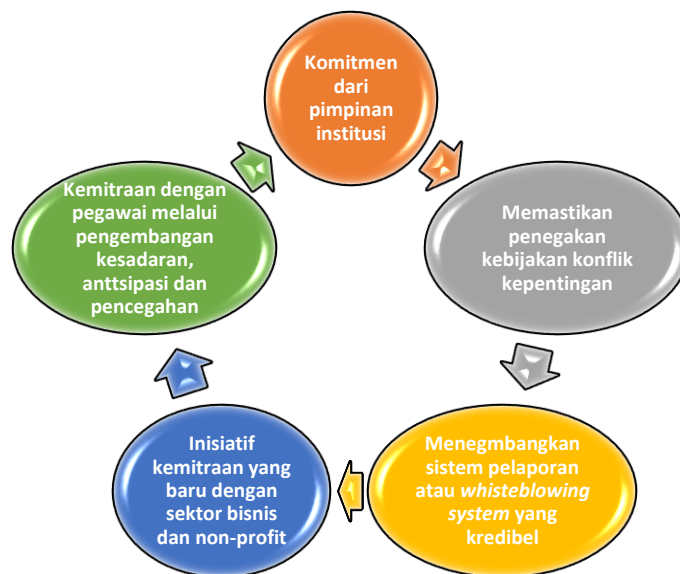 Komitmen
dari
pimpinan
institusi
Memastikan
penegakan
kebijakan konflik
kepentingan
Menegmbangkan
sistem pelaporan
atau whisteblowing
system yang
kredibel
Inisiatif
kemitraan yang
baru dengan
sektor bisnis
dan non-profit
Kemitraan dengan
pegawai melalui
pengembangan
kesadaran,
anttsipasi dan
pencegahan